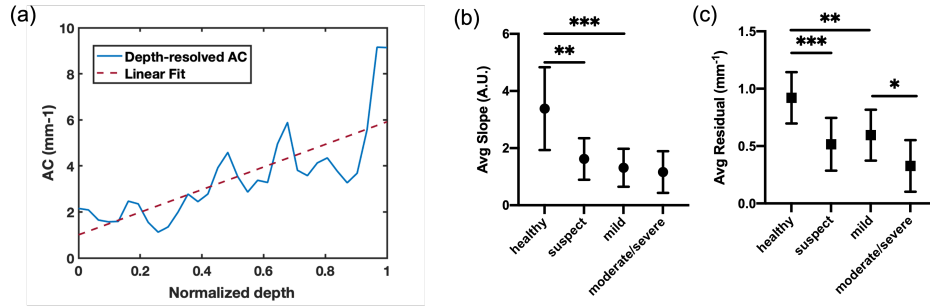 (a)
10
8
6
4
2
0
AC (mm-1)
Depth-resolved AC
Linear Fit
0
0.2
0.4
0.6
0.8
1
Normalized depth
(b)
6
4
2
0
Avg Slope (A.U.)
***
**
healthy
suspect
mild
moderate/severe
(c)
1.5
1.0
0.5
0.0
Avg Residual (mm⁻¹)
**
***
*
healthy
suspect
mild
moderate/severe